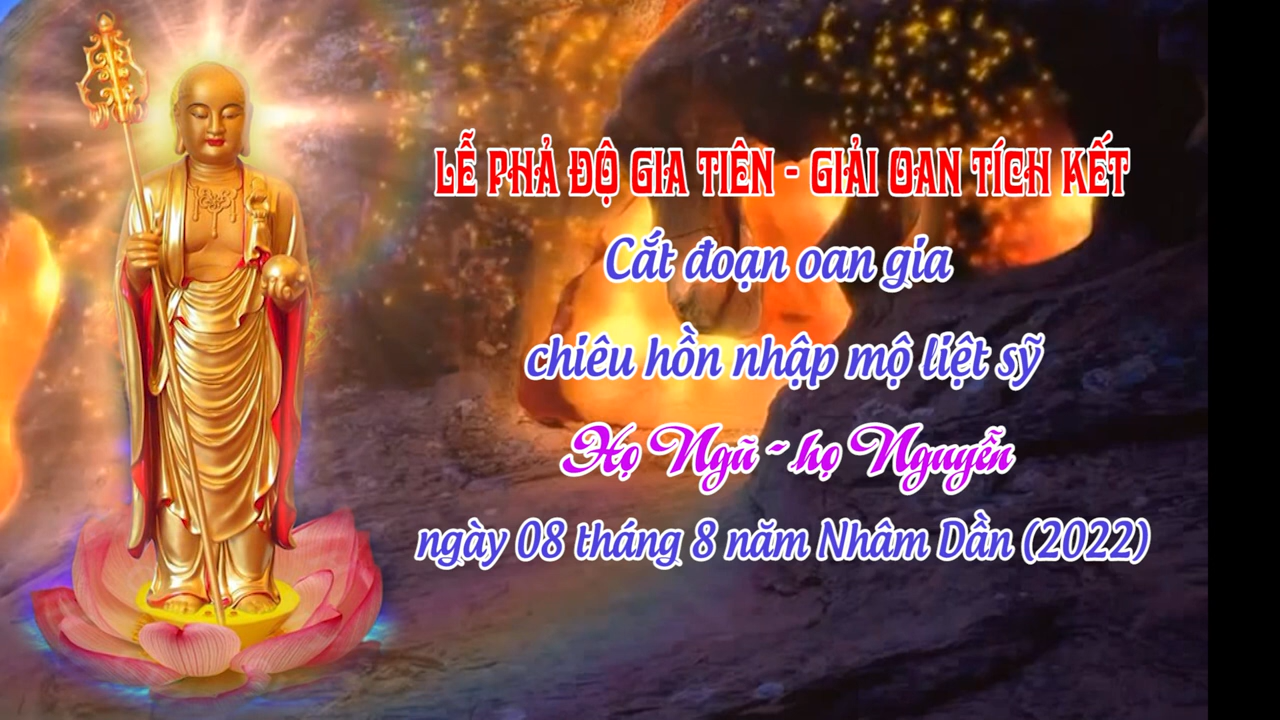 LỄ PHẢ ĐỘ GIA TIÊN - GIẢI OAN TÍCH KẾT
Cắt đoạn oan gia
chiêu hồn nhập mộ liệt sỹ
Họ Ngũ - họ Nguyễn
ngày 08 tháng 8 năm Nhâm Dần (2022)